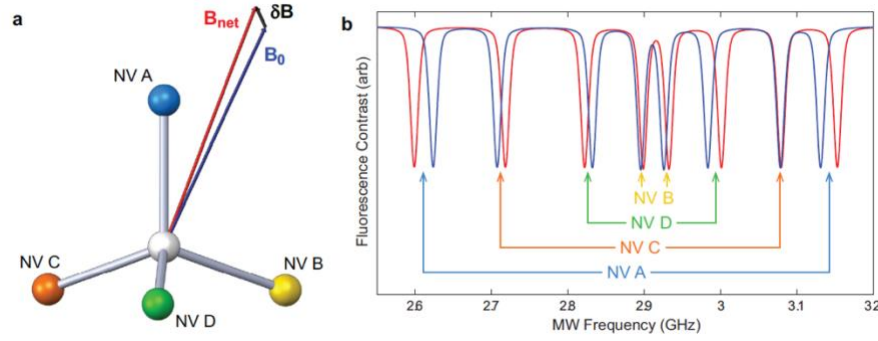 a
B_net
δB
B_0
NV A
NV C
NV D
NV B
b
Fluorescence Contrast (arb)
NV B
NV D
NV C
NV A
2.6 2.7 2.8 2.9 3 3.1 3.2
MW Frequency (GHz)